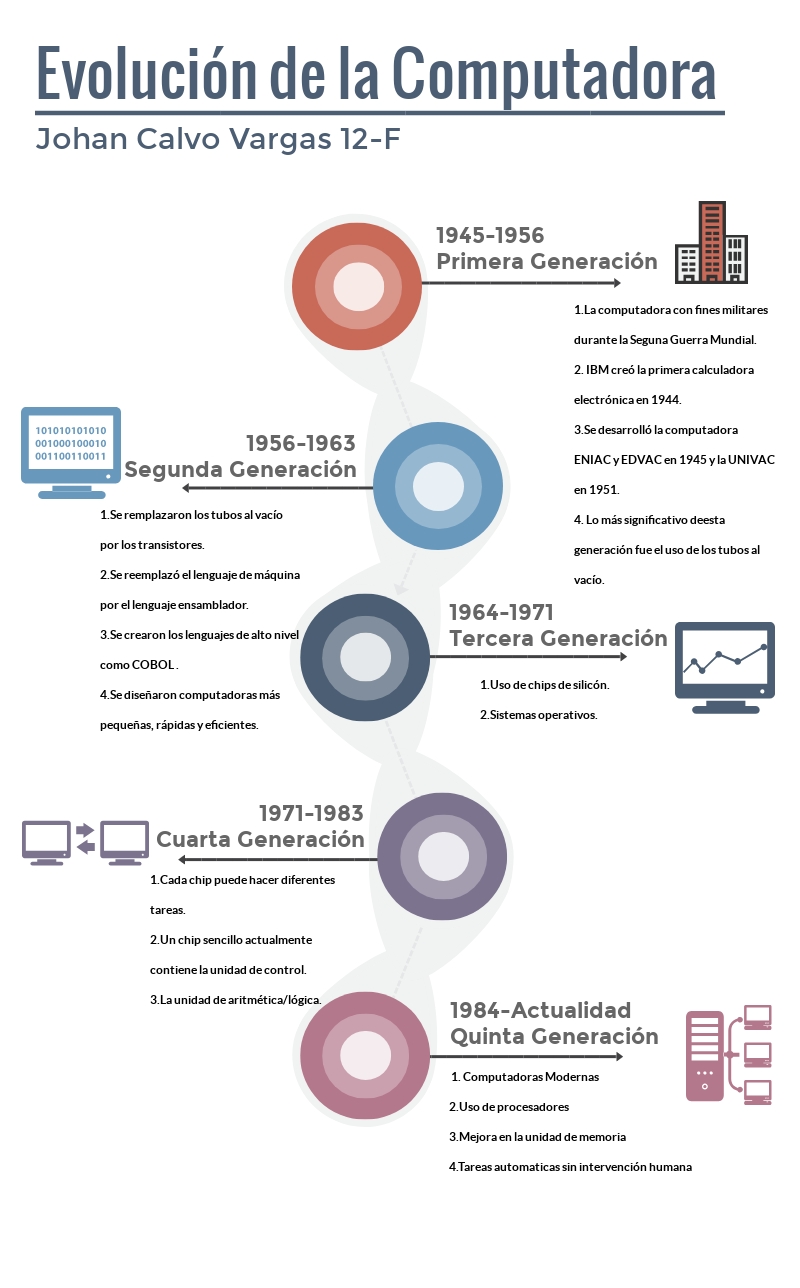 Evolución de la Computadora
Johan Calvo Vargas 12-F
1945-1956
Primera Generación
1.La computadora con fines militares
durante la Seguna Guerra Mundial.
2. IBM creó la primera calculadora
electrónica en 1944.
3.Se desarrolló la computadora
ENIAC y EDVAC en 1945 y la UNIVAC
en 1951.
4. Lo más significativo deesta
generación fue el uso de los tubos al
vacío.
101010101010
001000100010
001100110011
1956-1963
Segunda Generación
1.Se remplazaron los tubos al vacío
por los transistores.
2.Se reemplazó el lenguaje de máquina
por el lenguaje ensamblador.
3.Se crearon los lenguajes de alto nivel
como COBOL .
4.Se diseñaron computadoras más
pequeñas, rápidas y eficientes.
1964-1971
Tercera Generación
1.Uso de chips de silicón.
2.Sistemas operativos.
1971-1983
Cuarta Generación
1.Cada chip puede hacer diferentes
tareas.
2.Un chip sencillo actualmente
contiene la unidad de control.
3.La unidad de aritmética/lógica.
1984-Actualidad
Quinta Generación
1. Computadoras Modernas
2.Uso de procesadores
3.Mejora en la unidad de memoria
4.Tareas automaticas sin intervención humana